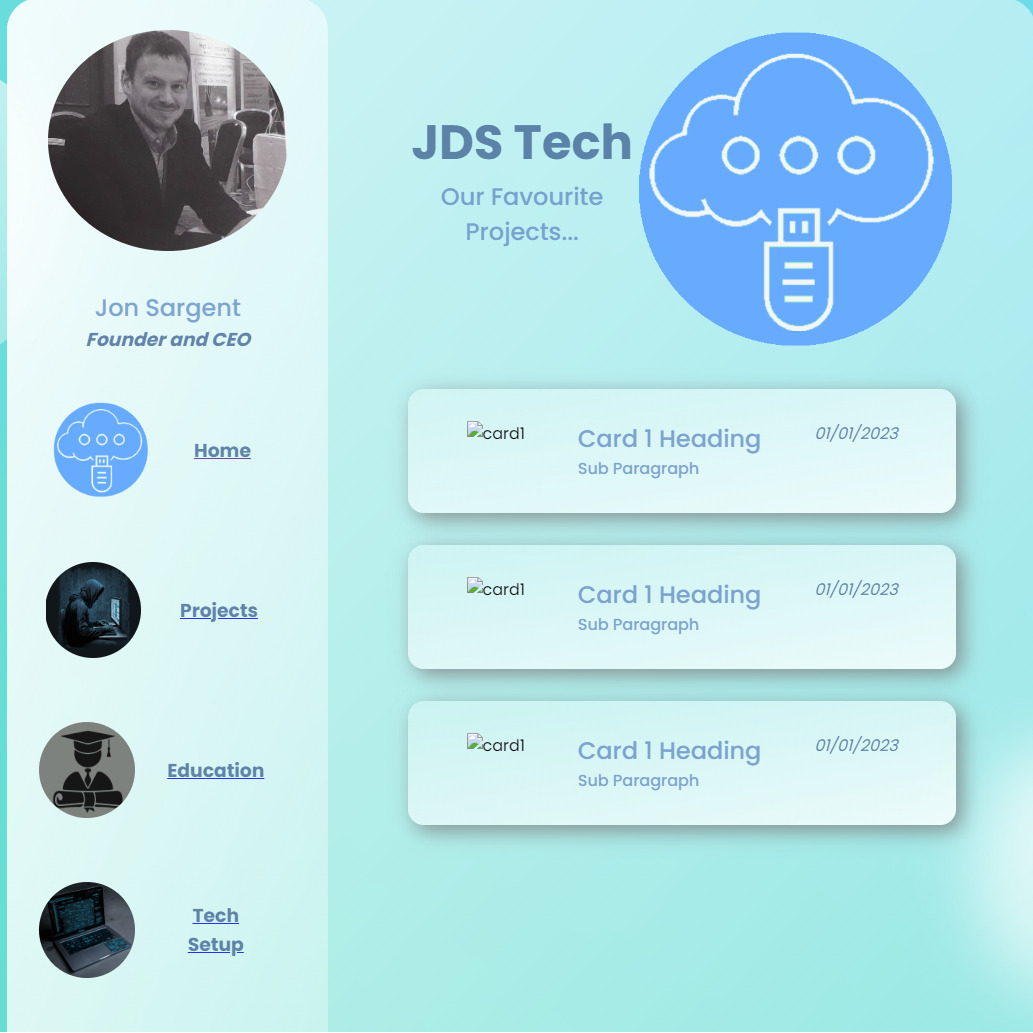 Jon Sargent
Founder and CEO
Home
Projects
Education
Tech
Setup
JDS Tech
Our Favourite
Projects...
card1
Card 1 Heading
Sub Paragraph
01/01/2023
card1
Card 1 Heading
Sub Paragraph
01/01/2023
card1
Card 1 Heading
Sub Paragraph
01/01/2023